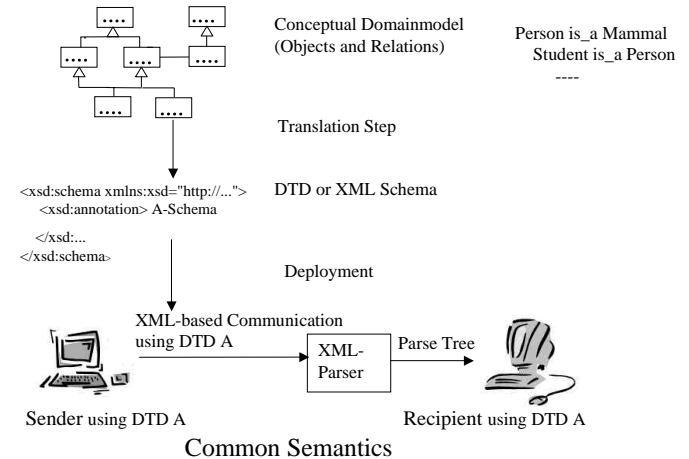 Conceptual Domainmodel
(Objects and Relations)
Person is_a Mammal
Student is_a Person
----
....
....
....
....
....
....
....
Translation Step
<xsd:schema xmlns:xsd="http://...">
<xsd:annotation> A-Schema
</xsd:...
</xsd:schema>
DTD or XML Schema
Deployment
XML-based Communication
using DTD A
XML-
Parser
Parse Tree
Sender using DTD A
Recipient using DTD A
Common Semantics